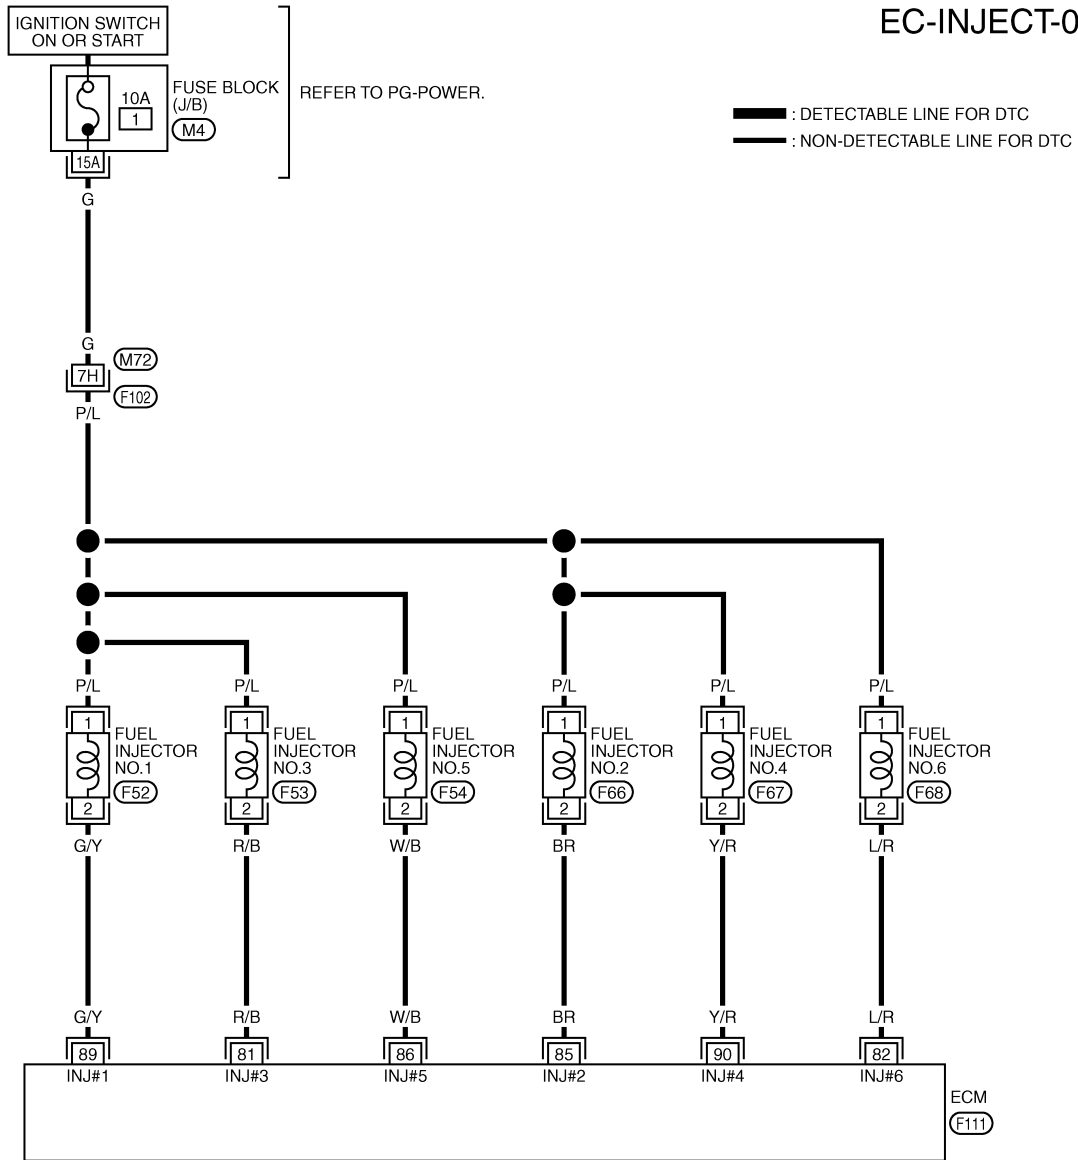 EC-INJECT-0
IGNITION SWITCH
ON OR START
10A
1
FUSE BLOCK
(J/B)
M4
REFER TO PG-POWER.
: DETECTABLE LINE FOR DTC
: NON-DETECTABLE LINE FOR DTC
15A
G
G
M72
7H
F102
P/L
P/L P/L P/L P/L P/L P/L
1 1 1 1 1 1
FUEL
INJECTOR
NO.1
F52
FUEL
INJECTOR
NO.3
F53
FUEL
INJECTOR
NO.5
F54
FUEL
INJECTOR
NO.2
F66
FUEL
INJECTOR
NO.4
F67
FUEL
INJECTOR
NO.6
F68
2 2 2 2 2 2
G/Y R/B W/B BR Y/R L/R
G/Y R/B W/B BR Y/R L/R
89 81 86 85 90 82
INJ#1 INJ#3 INJ#5 INJ#2 INJ#4 INJ#6
ECM
F111